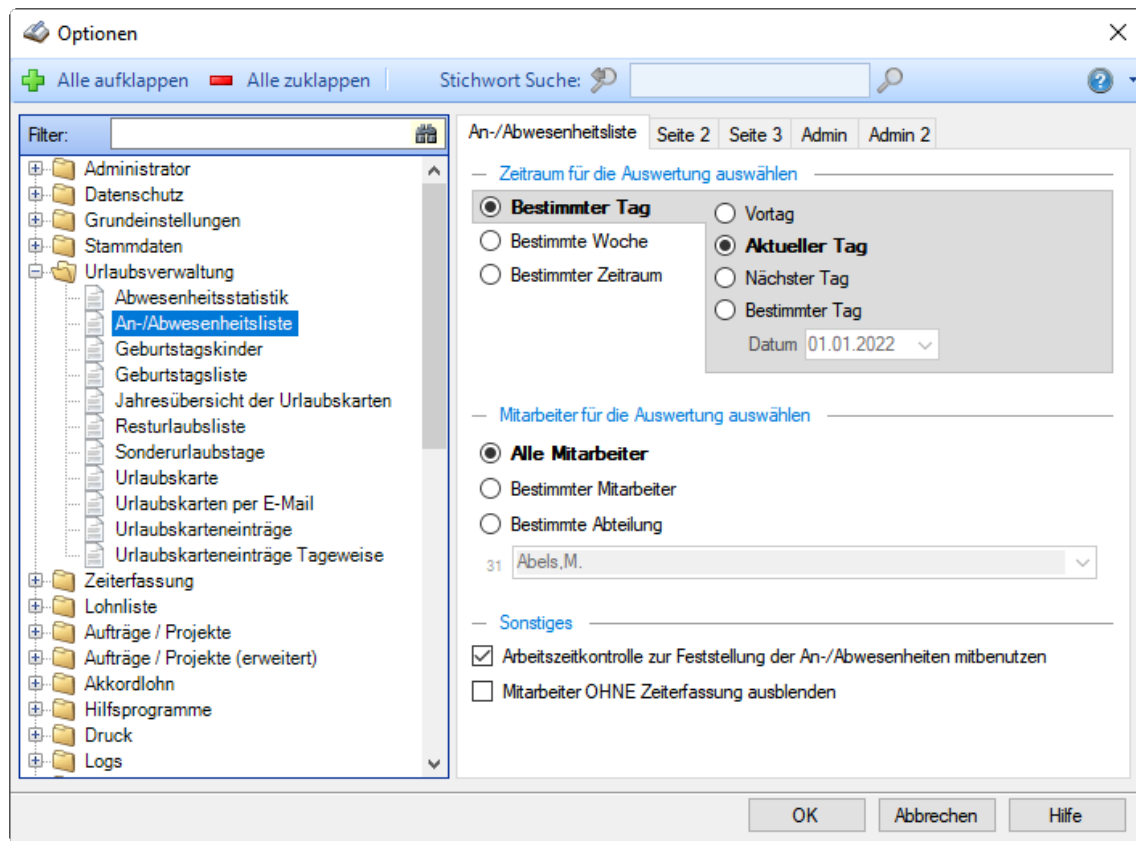 Optionen
Alle aufklappen
Alle zuklappen
Stichwort Suche:
Filter:
Administrator
Datenschutz
Grundeinstellungen
Stammdaten
Urlaubsverwaltung
Abwesenheitsstatistik
An-/Abwesenheitsliste
Geburtstagskinder
Geburtstagsliste
Jahresübersicht der Urlaubskarten
Resturlaubsliste
Sonderurlaubstage
Urlaubskarte
Urlaubskarten per E-Mail
Urlaubskarteneinträge
Urlaubskarteneinträge Tageweise
Zeiterfassung
Lohnliste
Aufträge / Projekte
Aufträge / Projekte (erweitert)
Akkordlohn
Hilfsprogramme
Druck
Logs
An-/Abwesenheitsliste
Seite 2
Seite 3
Admin
Admin 2
Zeitraum für die Auswertung auswählen
Bestimmter Tag
Bestimmte Woche
Bestimmter Zeitraum
Vortag
Aktueller Tag
Nächster Tag
Bestimmter Tag
Datum 01.01.2022
Mitarbeiter für die Auswertung auswählen
Alle Mitarbeiter
Bestimmter Mitarbeiter
Bestimmte Abteilung
31 Abels,M.
Sonstiges
Arbeitszeitkontrolle zur Feststellung der An-/Abwesenheiten mitbenutzen
Mitarbeiter OHNE Zeiterfassung ausblenden
OK
Abbrechen
Hilfe